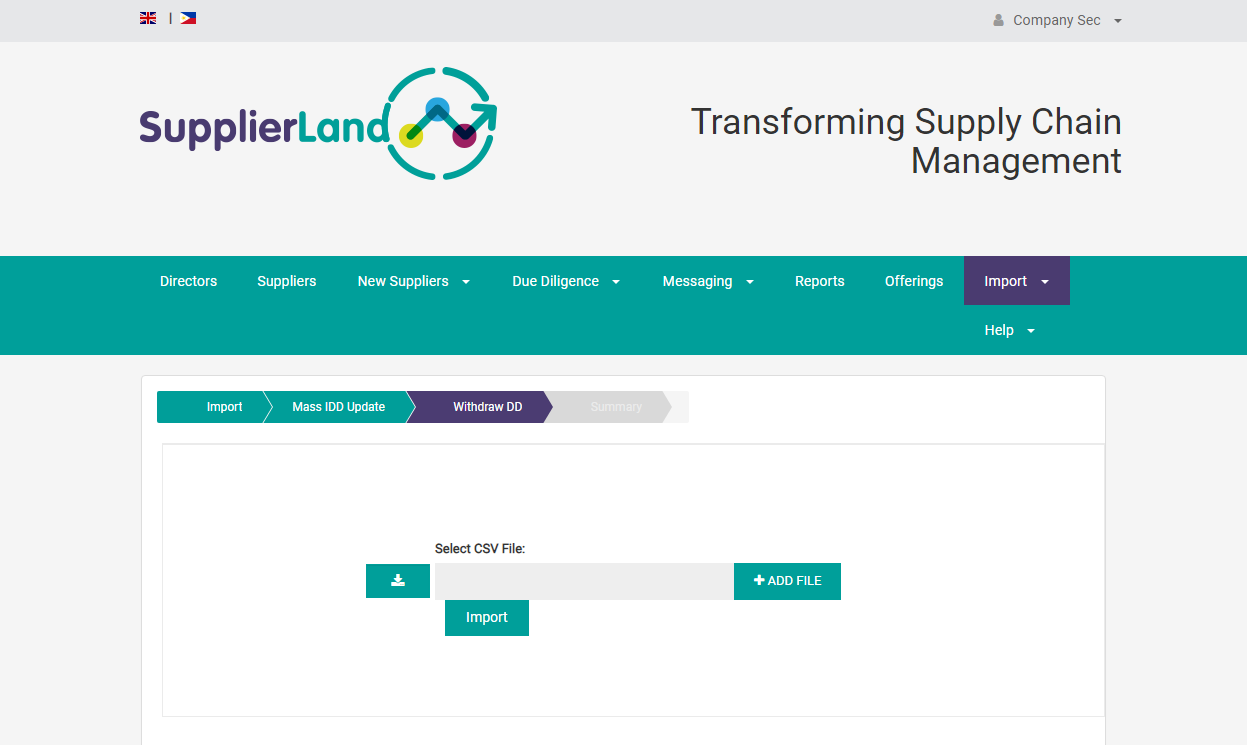 |
Company Sec
SupplierLand
Transforming Supply Chain
Management
Directors Suppliers New Suppliers Due Diligence Messaging Reports Offerings Import
Help
Import Mass IDD Update Withdraw DD Summary
Select CSV File:
ADD FILE
Import